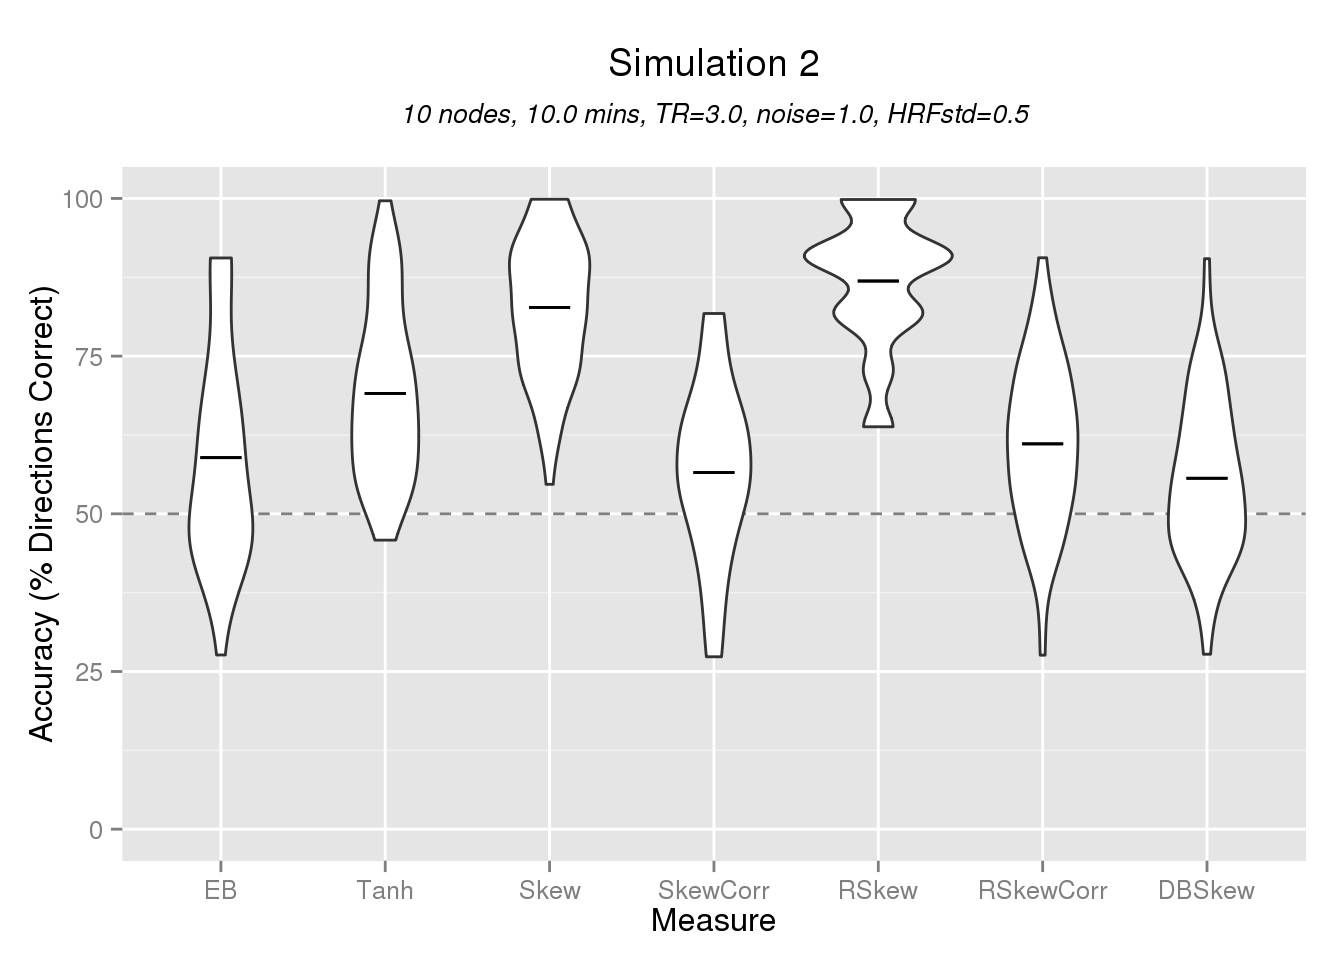 Simulation 2
10 nodes, 10.0 mins, TR=3.0, noise=1.0, HRFstd=0.5
Accuracy (% Directions Correct)
100
75
50
25
0
EB Tanh Skew SkewCorr RSkew RSkewCorr DBSkew
Measure